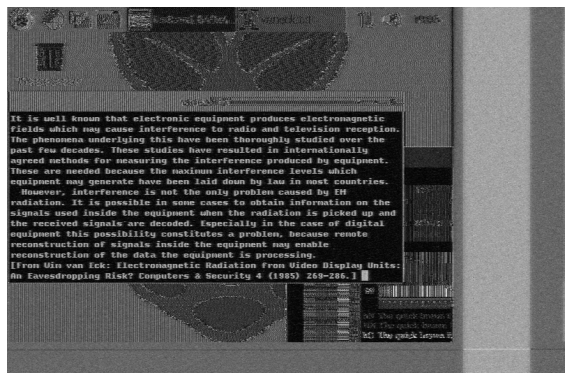 It is well known that electronic equipment produces electromagnetic
fields which may cause interference to radio and television reception.
The phenomena underlying this have been thoroughly studied over the
past few decades. These studies have resulted in internationally
agreed methods for measuring the interference produced by equipment.
These are needed because the maximum interference levels which
equipment may generate have been laid down by law in most countries.
However, interference is not the only problem caused by EM
radiation. It is possible in some cases to obtain information on the
signals used inside the equipment when the radiation is picked up and
the received signals are decoded. Especially in the case of digital
equipment this possibility constitutes a problem, because remote
reconstruction of signals inside the equipment may enable
reconstruction of the data the equipment is processing.
[From Wim van Eck: Electromagnetic Radiation from Video Display Units:
An Eavesdropping Risk? Computers & Security 4 (1985) 269-286.]
The quick brown
The quick brown
The quick brown